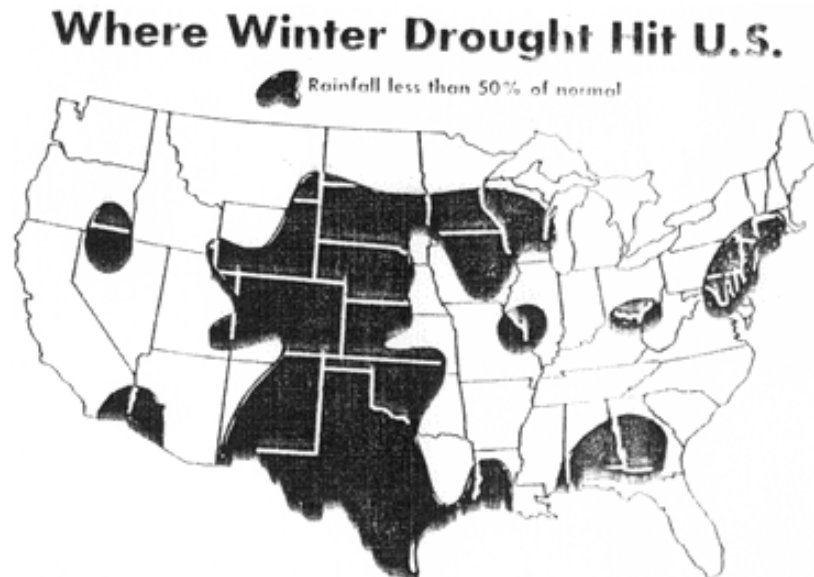 Where Winter Drought Hit U.S.
Rainfall less than 50% of normal